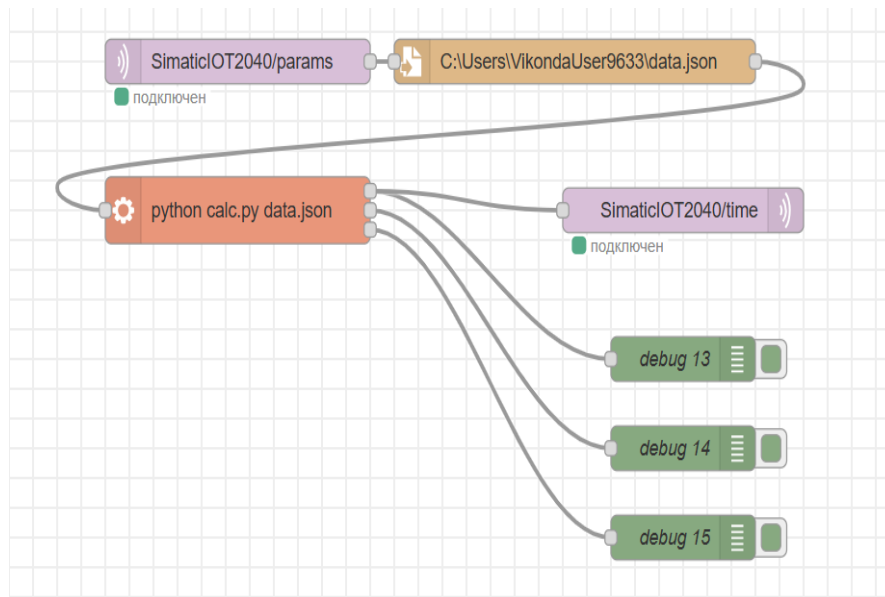 SimaticIOT2040/params
C:\Users\VikondaUser9633\data.json
подключен
python calc.py data.json
SimaticIOT2040/time
подключен
debug 13
debug 14
debug 15